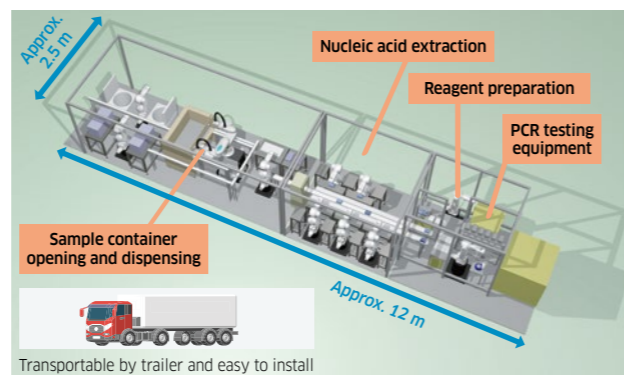 Approx.
2.5 m
Nucleic acid extraction
Reagent preparation
PCR testing
equipment
Sample container
opening and dispensing
Approx. 12 m
Transportable by trailer and easy to install